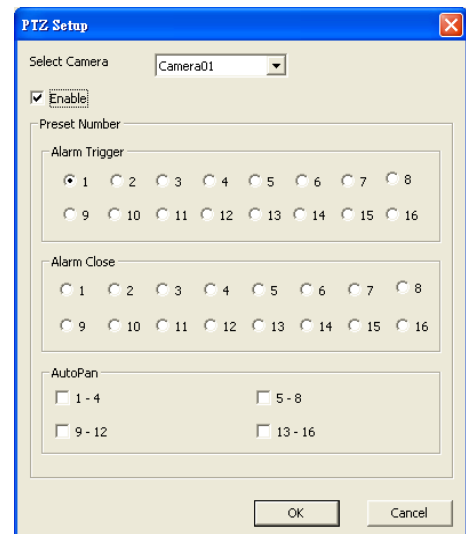 PTZ Setup
Select Camera Camera01
Enable
Preset Number
Alarm Trigger
1 2 3 4 5 6 7 8
9 10 11 12 13 14 15 16
Alarm Close
1 2 3 4 5 6 7 8
9 10 11 12 13 14 15 16
AutoPan
1 - 4 5 - 8
9 - 12 13 - 16
OK Cancel